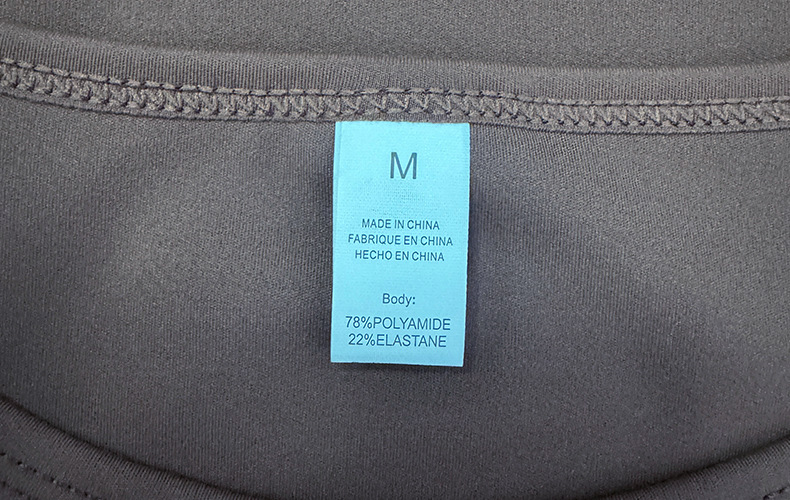 M
MADE IN CHINA
FABRIQUE EN CHINA
HECHO EN CHINA
Body:
78%POLYAMIDE
22%ELASTANE